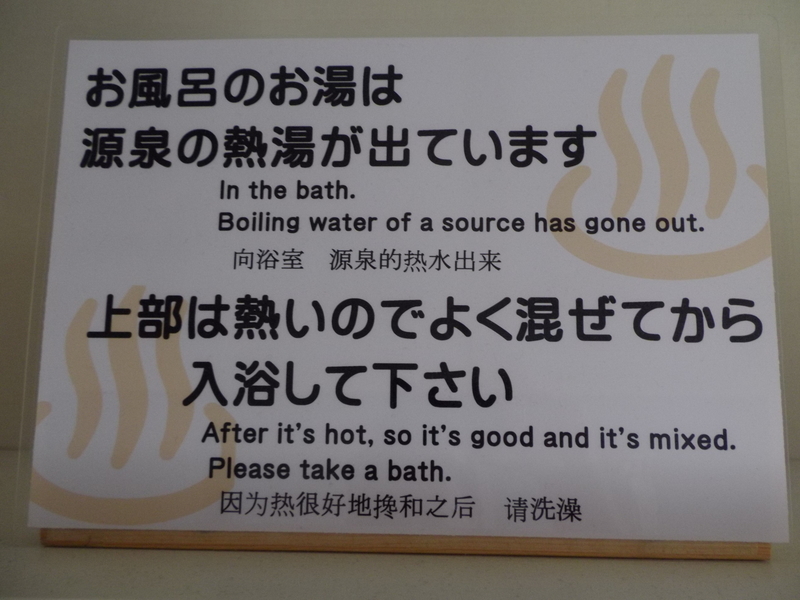 お風呂のお湯は
源泉の熱湯が出ています
In the bath.
Boiling water of a source has gone out.
向浴室　源泉的热水出来
上部は熱いのでよく混ぜてから
入浴して下さい
After it's hot, so it's good and it's mixed.
Please take a bath.
因为热很好地搀和之后　请洗澡